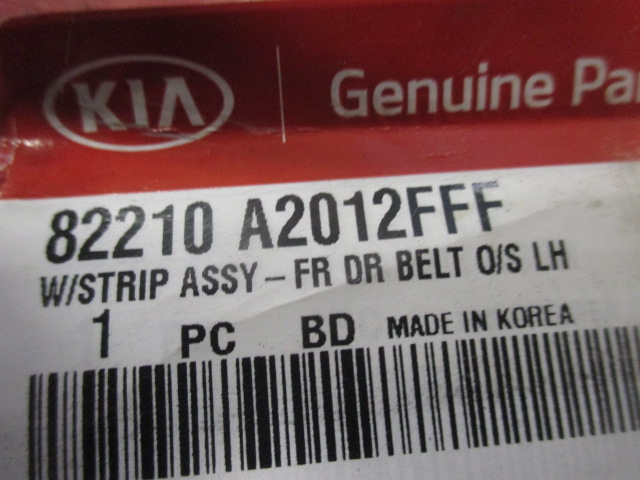 KIA Genuine Pa
82210 A2012FFF
W/STRIP ASSY-FR DR BELT O/S LH
1 PC BD MADE IN KOREA